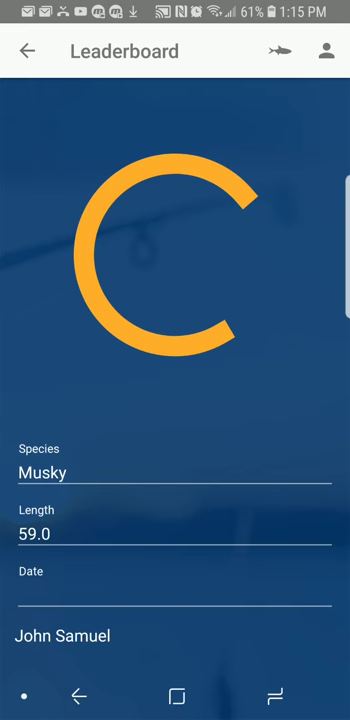 61% 1:15 PM
Leaderboard
Species
Musky
Length
59.0
Date
John Samuel